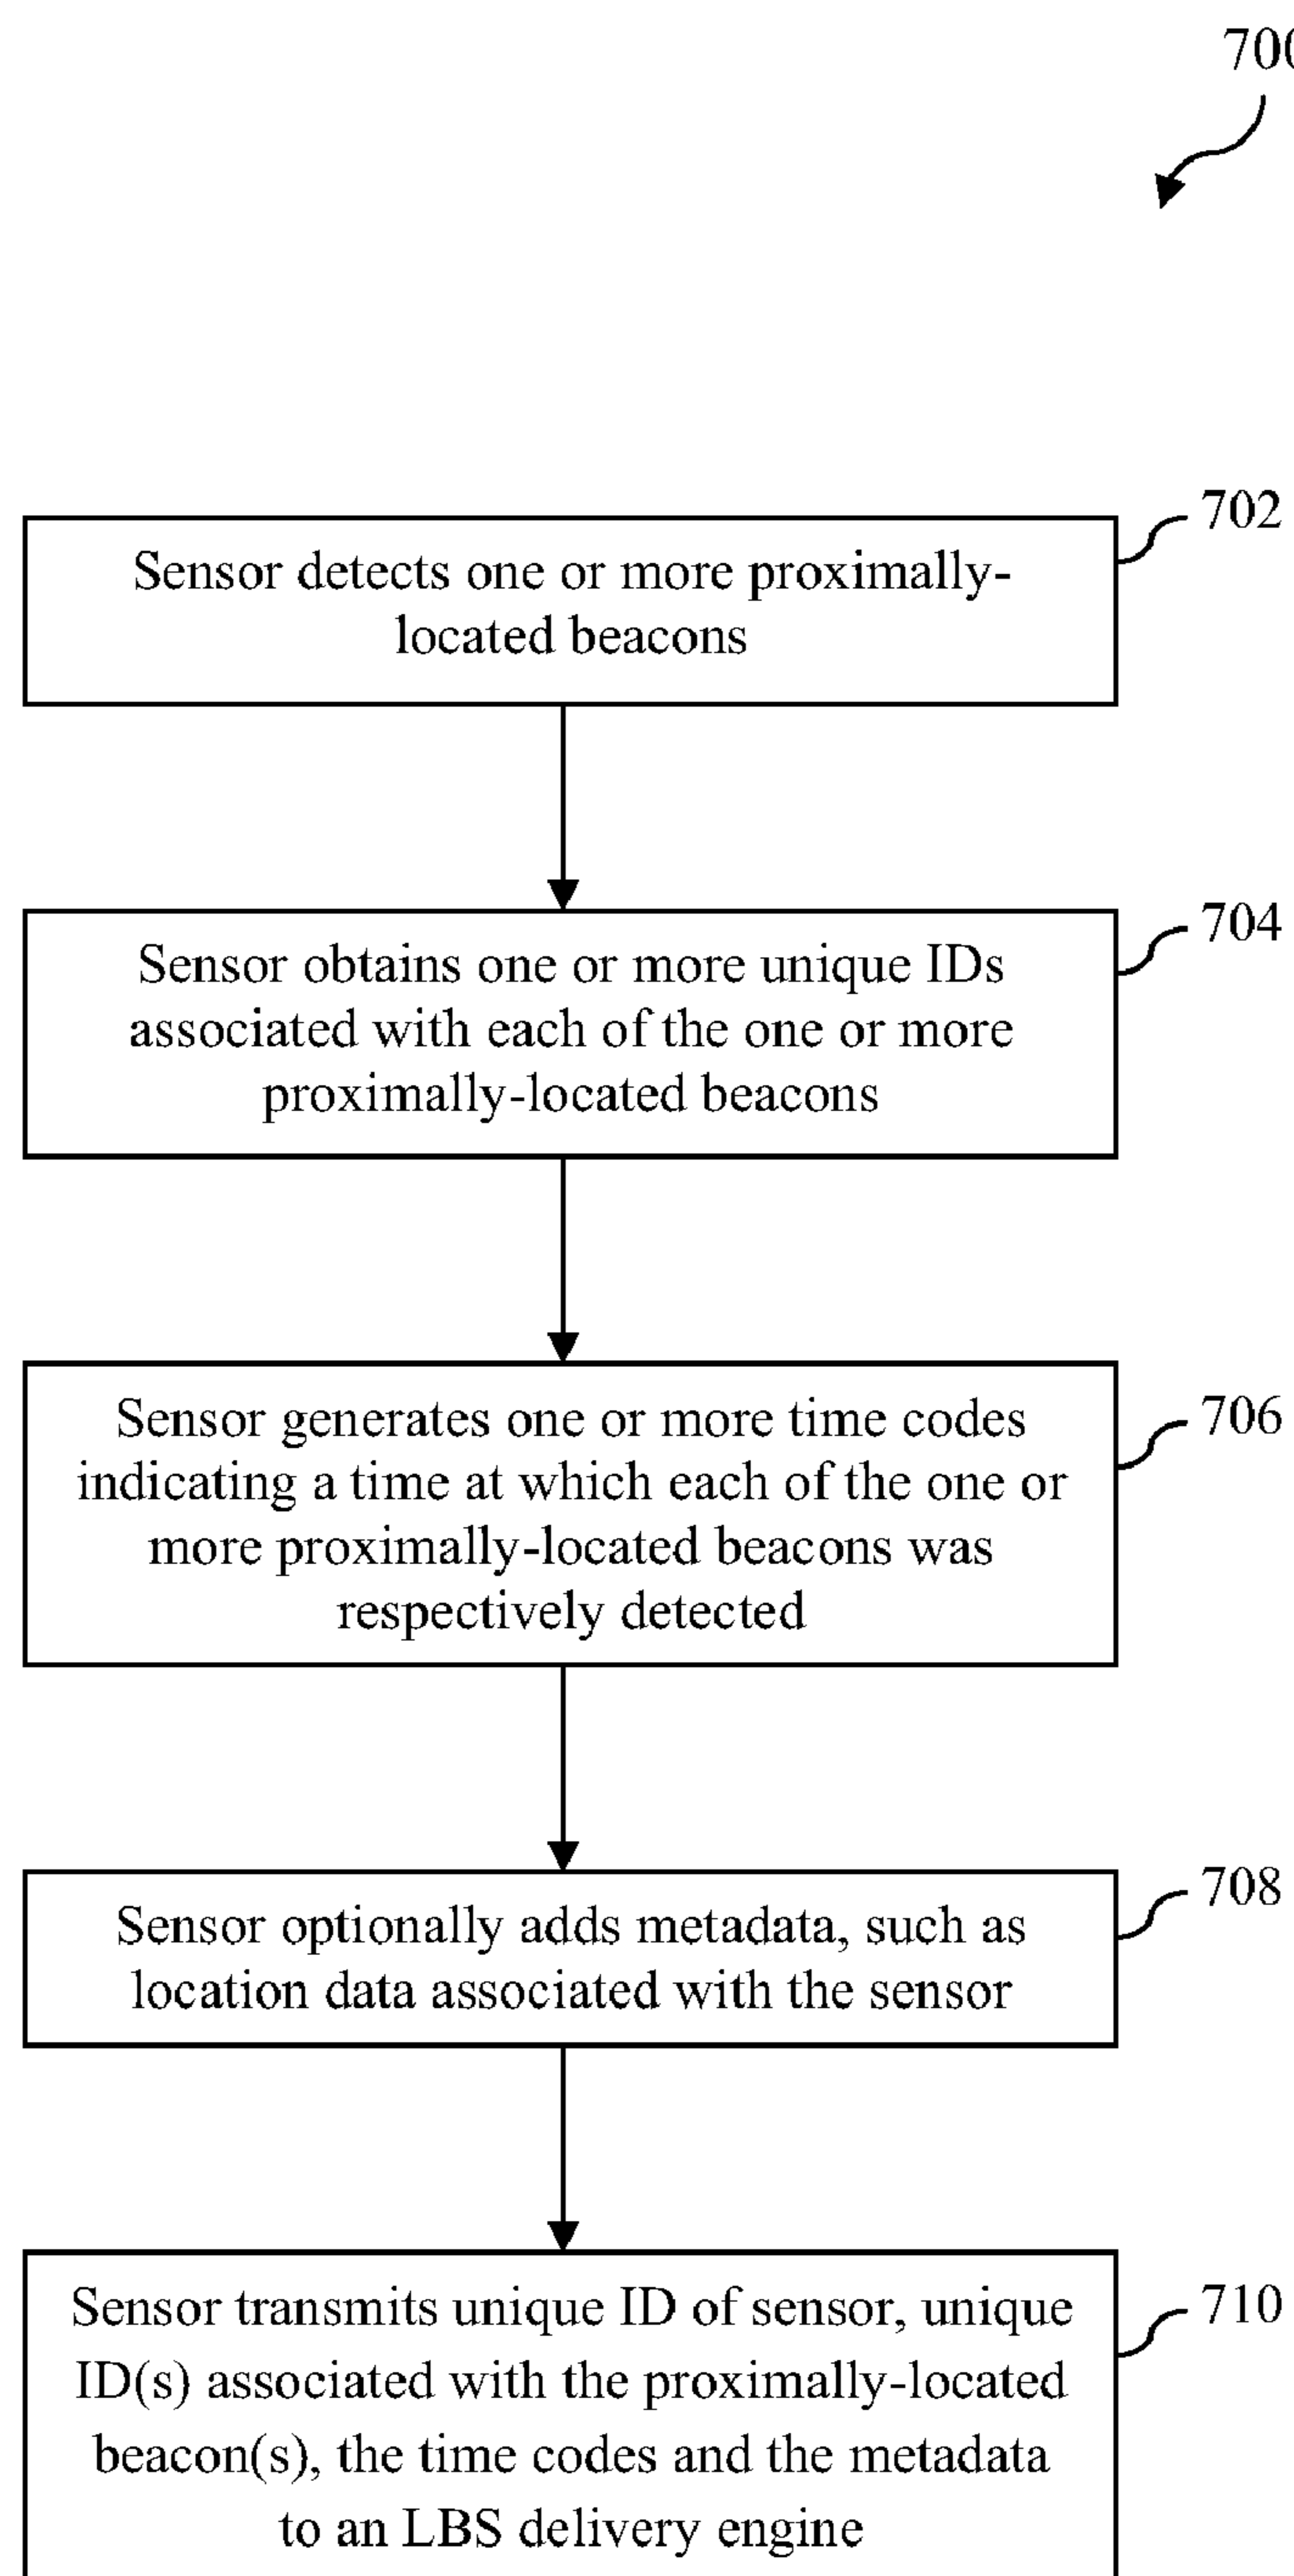 700
702
Sensor detects one or more proximally-
located beacons
704
Sensor obtains one or more unique IDs
associated with each of the one or more
proximally-located beacons
706
Sensor generates one or more time codes
indicating a time at which each of the one or
more proximally-located beacons was
respectively detected
708
Sensor optionally adds metadata, such as
location data associated with the sensor
710
Sensor transmits unique ID of sensor, unique
ID(s) associated with the proximally-located
beacon(s), the time codes and the metadata
to an LBS delivery engine